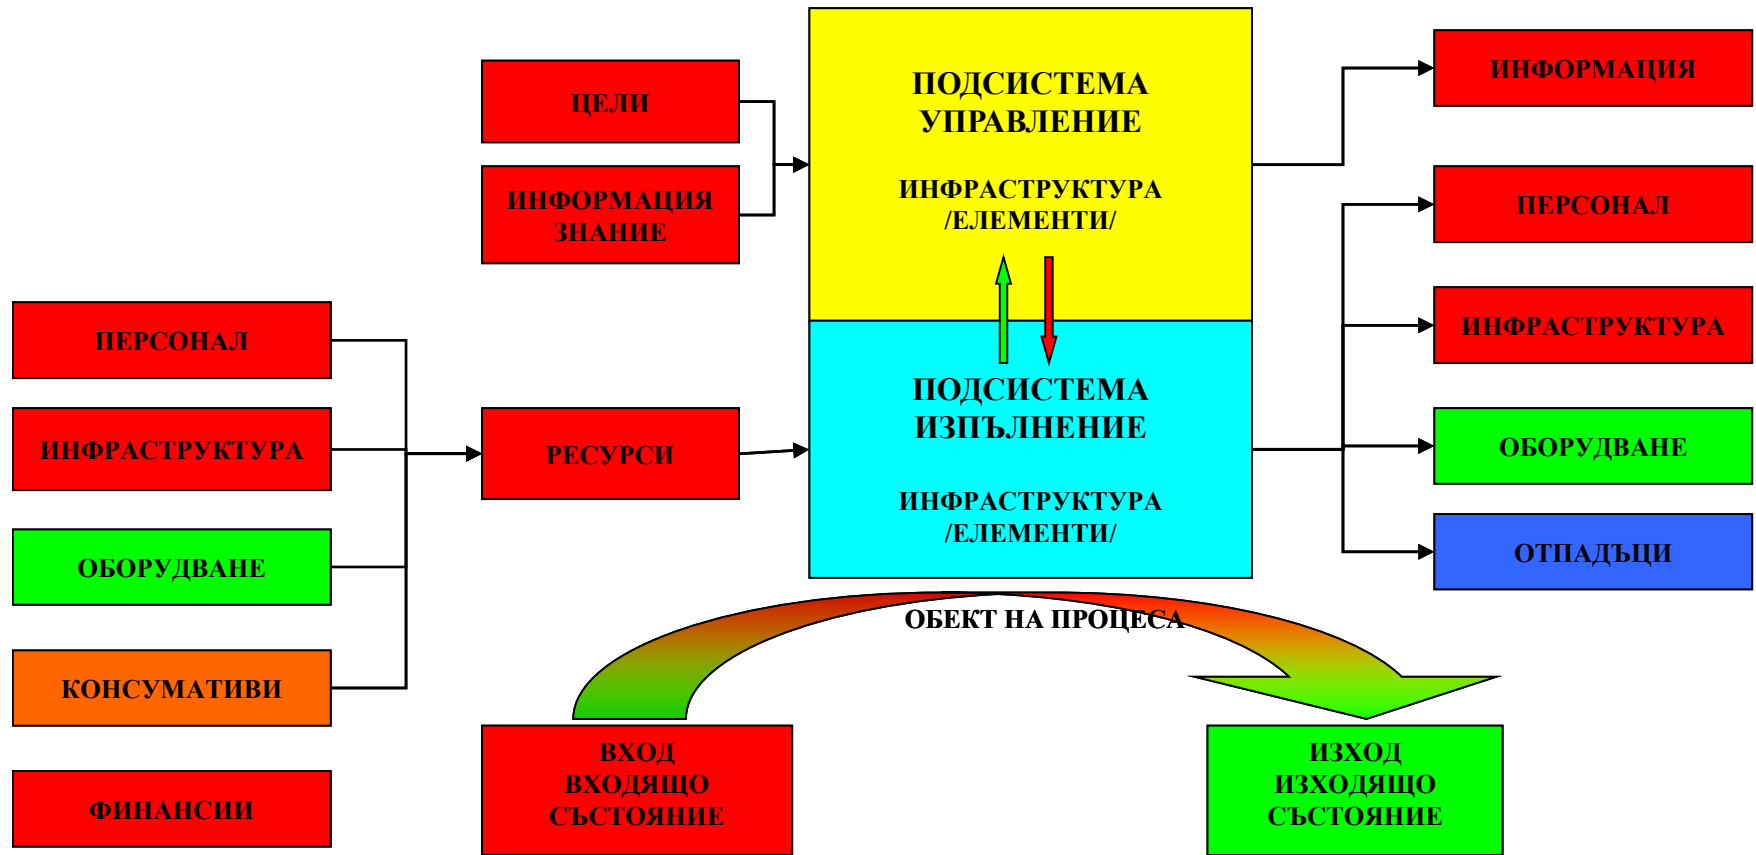 ПЕРСОНАЛ
ИНФРАСТРУКТУРА
ОБОРУДВАНЕ
КОНСУМАТИВИ
ФИНАНСИИ
ЦЕЛИ
ИНФОРМАЦИЯ
ЗНАНИЕ
РЕСУРСИ
ПОДСИСТЕМА
УПРАВЛЕНИЕ
ИНФРАСТРУКТУРА
/ЕЛЕМЕНТИ/
ПОДСИСТЕМА
ИЗПЪЛНЕНИЕ
ИНФРАСТРУКТУРА
/ЕЛЕМЕНТИ/
ОБЕКТ НА ПРОЦЕСА
ВХОД
ВХОДЯЩО
СЪСТОЯНИЕ
ИНФОРМАЦИЯ
ПЕРСОНАЛ
ИНФРАСТРУКТУРА
ОБОРУДВАНЕ
ОТПАДЪЦИ
ИЗХОД
ИЗХОДЯЩО
СЪСТОЯНИЕ